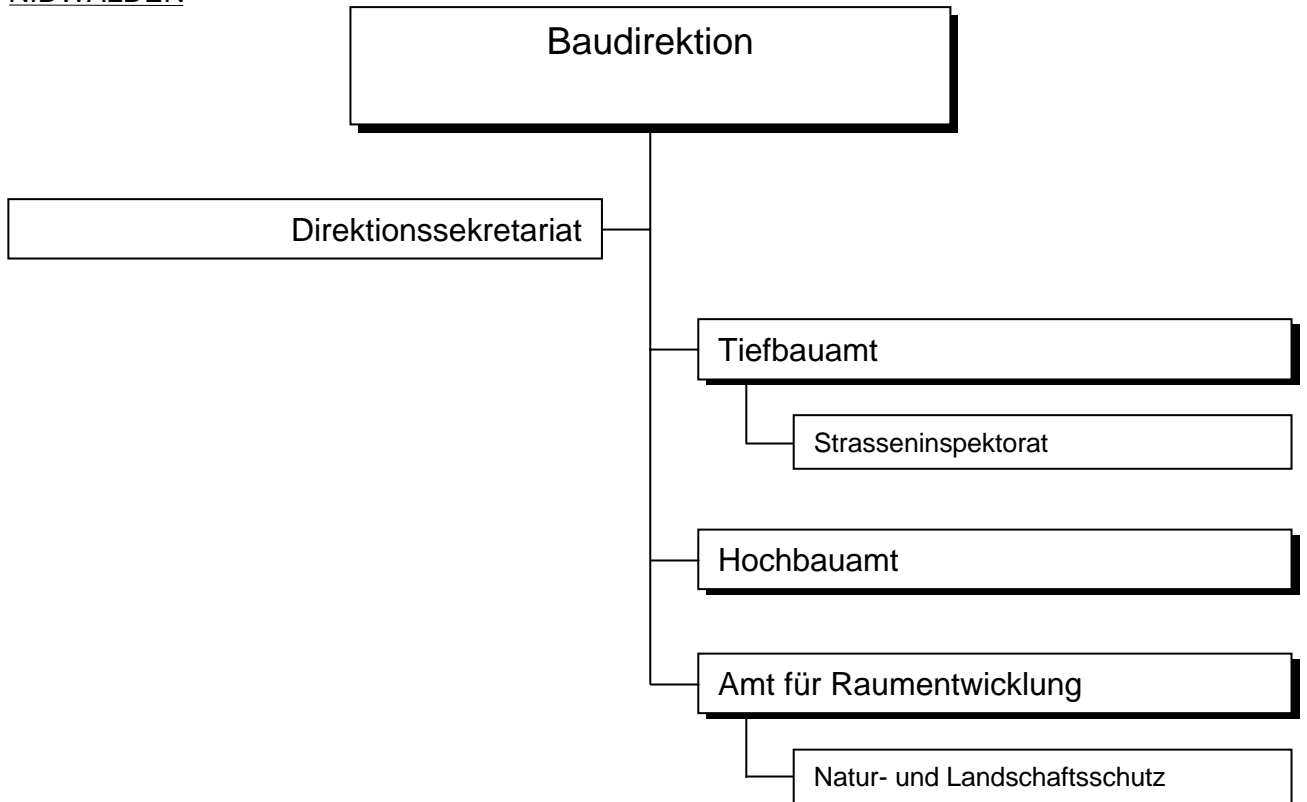 Baudirektion
Direktionssekretariat
Tiefbauamt
Strasseninspektorat
Hochbauamt
Amt für Raumentwicklung
Natur- und Landschaftsschutz